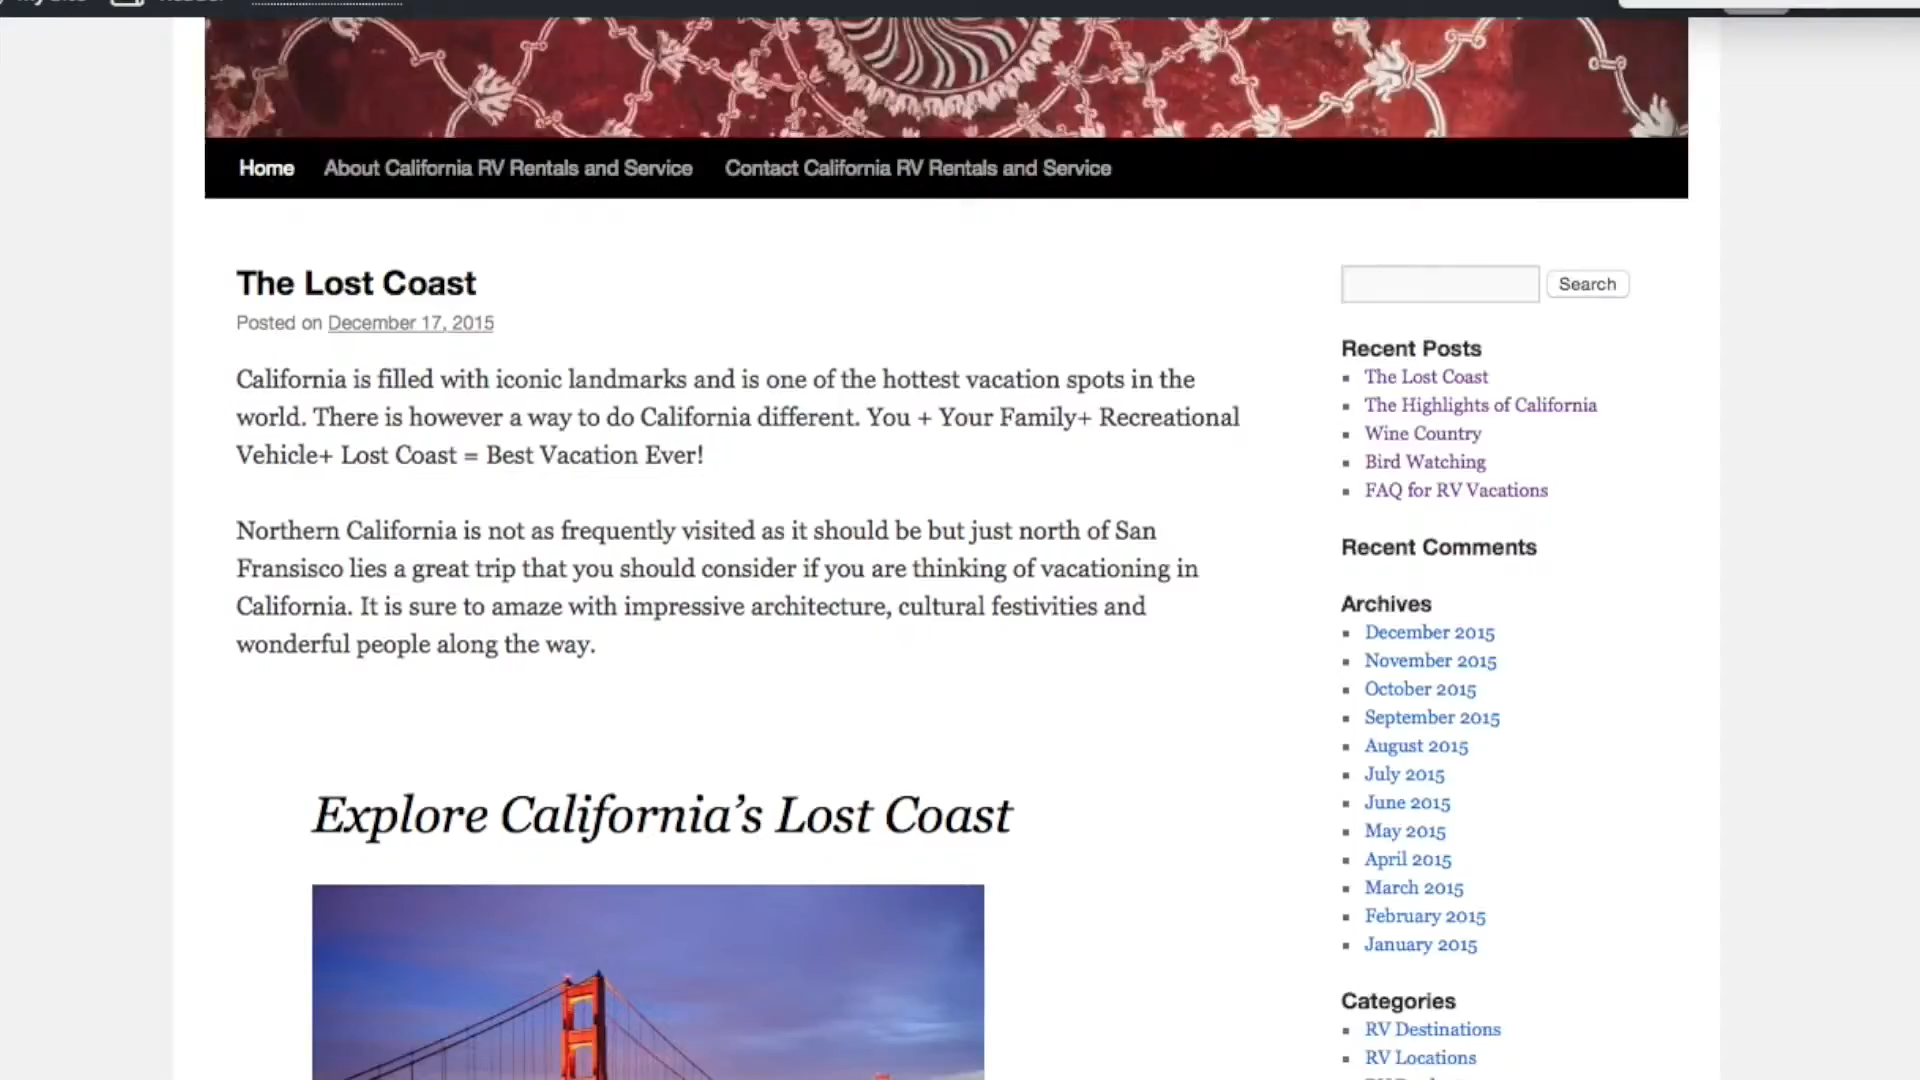 Home About California RV Rentals and Service Contact California RV Rentals and Service
The Lost Coast
Posted on December 17, 2015
California is filled with iconic landmarks and is one of the hottest vacation spots in the
world. There is however a way to do California different. You + Your Family+ Recreational
Vehicle+ Lost Coast = Best Vacation Ever!
Northern California is not as frequently visited as it should be but just north of San
Fransisco lies a great trip that you should consider if you are thinking of vacationing in
California. It is sure to amaze with impressive architecture, cultural festivities and
wonderful people along the way.
Explore California’s Lost Coast
Search
Recent Posts
The Lost Coast
The Highlights of California
Wine Country
Bird Watching
FAQ for RV Vacations
Recent Comments
Archives
December 2015
November 2015
October 2015
September 2015
August 2015
July 2015
June 2015
May 2015
April 2015
March 2015
February 2015
January 2015
Categories
RV Destinations
RV Locations